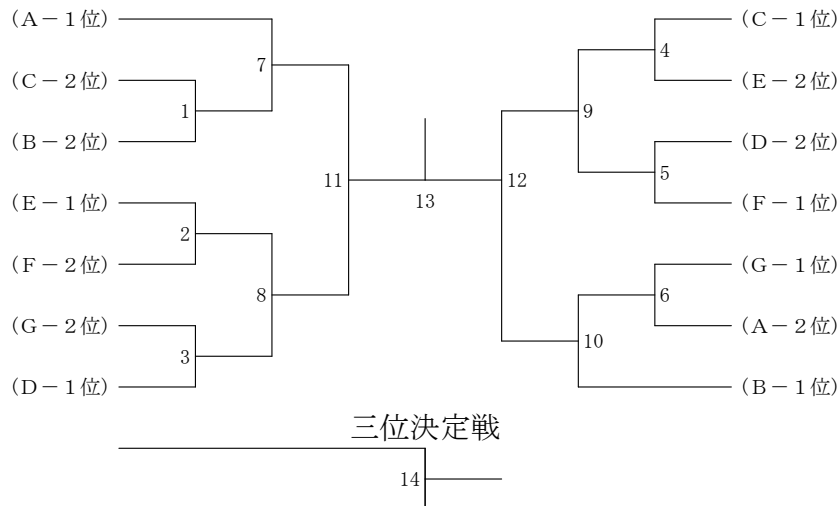 (A－1位)
(C－2位)
(B－2位)
(E－1位)
(F－2位)
(G－2位)
(D－1位)
7
1
2
8
3
11
13
12
9
4
5
6
10
(C－1位)
(E－2位)
(D－2位)
(F－1位)
(G－1位)
(A－2位)
(B－1位)
三位決定戦
14